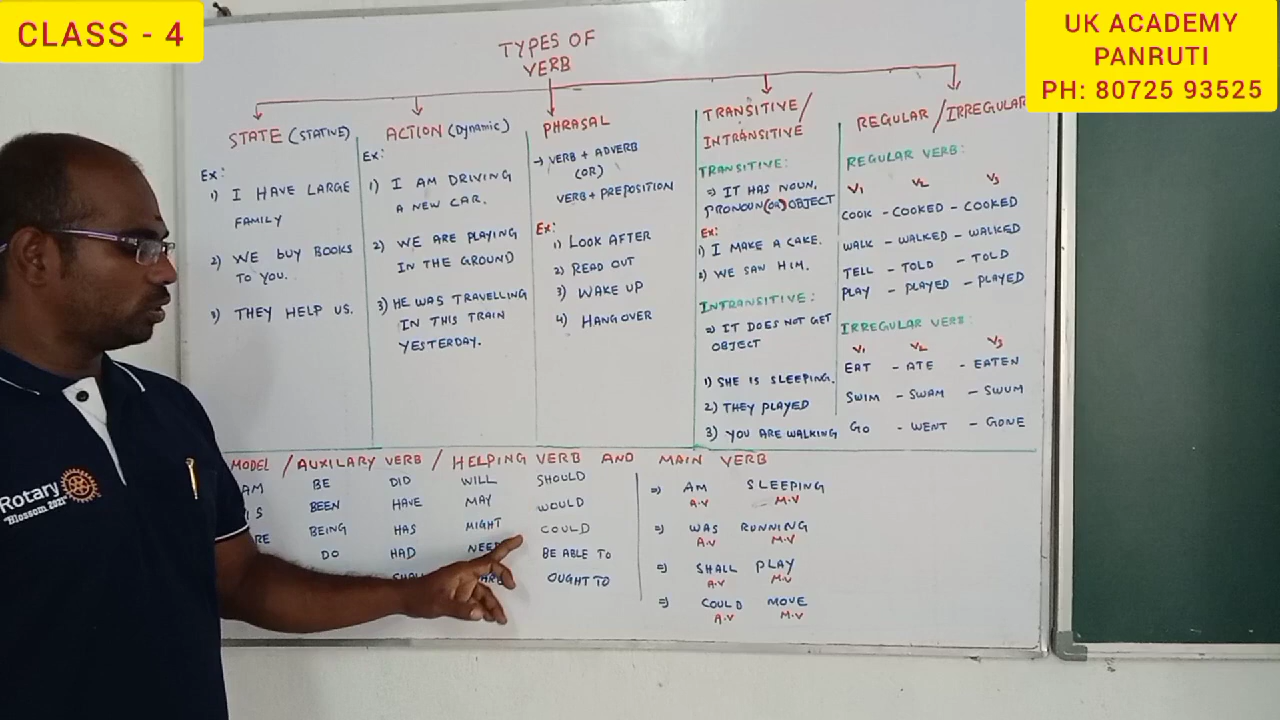 CLASS - 4
UK ACADEMY
PANRUTI
PH: 80725 93525
TYPES OF
VERB
STATE (STATIVE)
Ex:
1) I HAVE LARGE
FAMILY
2) WE BUY BOOKS
TO YOU.
3) THEY HELP US.
ACTION (Dynamic)
Ex:
1) I AM DRIVING
A NEW CAR.
2) WE ARE PLAYING
IN THE GROUND
3) HE WAS TRAVELLING
IN THIS TRAIN
YESTERDAY.
PHRASAL
→ VERB + ADVERB
(OR)
VERB + PREPOSITION
Ex:
1) LOOK AFTER
2) READ OUT
3) WAKE UP
4) HANGOVER
TRANSITIVE /
INTRANSITIVE
TRANSITIVE:
⇒ IT HAS NOUN,
PRONOUN (OR) OBJECT
Ex:
1) I MAKE A CAKE.
2) WE SAW HIM.
INTRANSITIVE:
⇒ IT DOES NOT GET
OBJECT
1) SHE IS SLEEPING.
2) THEY PLAYED
3) YOU ARE WALKING
REGULAR / IRREGULAR
REGULAR VERB:
V1 V2 V3
COOK - COOKED - COOKED
WALK - WALKED - WALKED
TELL - TOLD - TOLD
PLAY - PLAYED - PLAYED
IRREGULAR VERB:
V1 V2 V3
EAT - ATE - EATEN
SWIM - SWAM - SWUM
GO - WENT - GONE
MODEL / AUXILARY VERB / HELPING VERB AND MAIN VERB
AM BE DID WILL SHOULD
IS BEEN HAVE MAY WOULD
BEING HAS MIGHT COULD
DO HAD BE ABLE TO
OUGHT TO
⇒ AM SLEEPING
A.V M.V
⇒ WAS RUNNING
A.V M.V
⇒ SHALL PLAY
A.V M.V
⇒ COULD MOVE
A.V M.V
Rotary
"Blossom 2021"